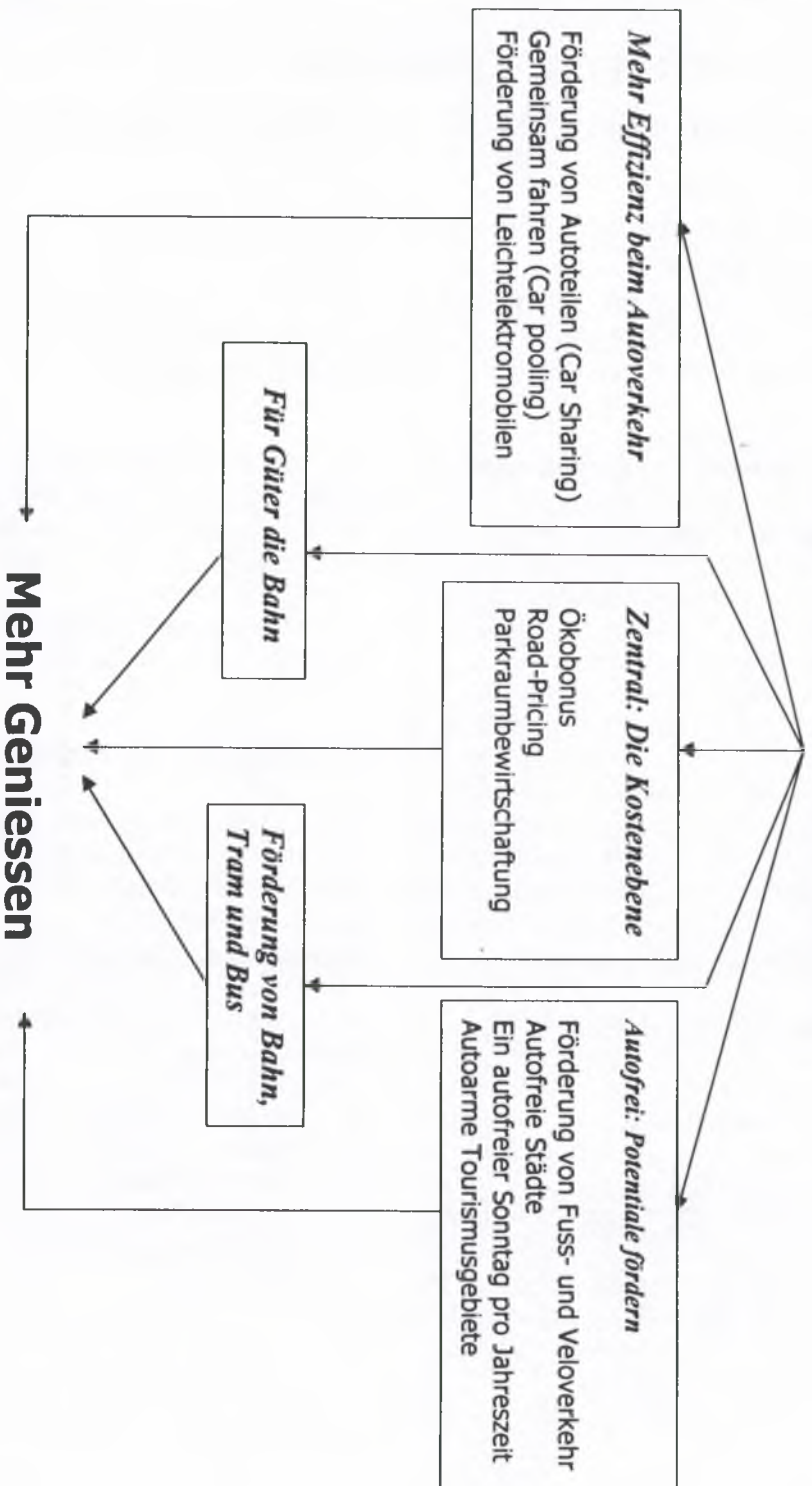 Mehr Effizienz beim Autoverkehr
Förderung von Autoteilen (Car Sharing)
Gemeinsam fahren (Car pooling)
Förderung von Leichtelektromobilen
Zentral: Die Kostenebene
Ökobonus
Road-Pricing
Parkraumbewirtschaftung
Autofrei: Potentiale fördern
Förderung von Fuss- und Veloverkehr
Autofreie Städte
Ein autofreier Sonntag pro Jahreszeit
Autoarme Tourismusgebiete
Für Güter die Bahn
Förderung von Bahn,
Tram und Bus
Mehr Geniessen